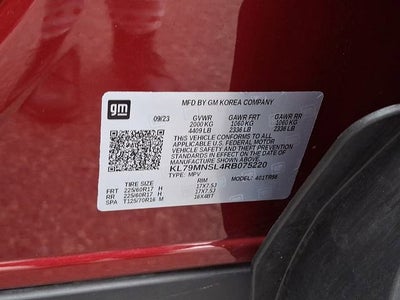 gm
MFD BY GM KOREA COMPANY
09/23 GVWR GAWR FRT GAWR RR
2000 KG 1060 KG 1060 KG
4409 LB 2336 LB 2336 LB
THIS VEHICLE CONFORMS TO ALL
APPLICABLE U.S. FEDERAL MOTOR
VEHICLE SAFETY AND THEFT PREVENTION
STANDARDS IN EFFECT ON THE DATE OF
MANUFACTURE SHOWN ABOVE.
KL79MNSL4RB075220
TYPE: MPV MODEL:
TIRE SIZE RIM
FRT 225/60R17 H 17X7.5J
RR 225/60R17 H 17X7.5J
SPA T125/70R16 M 16X4BT